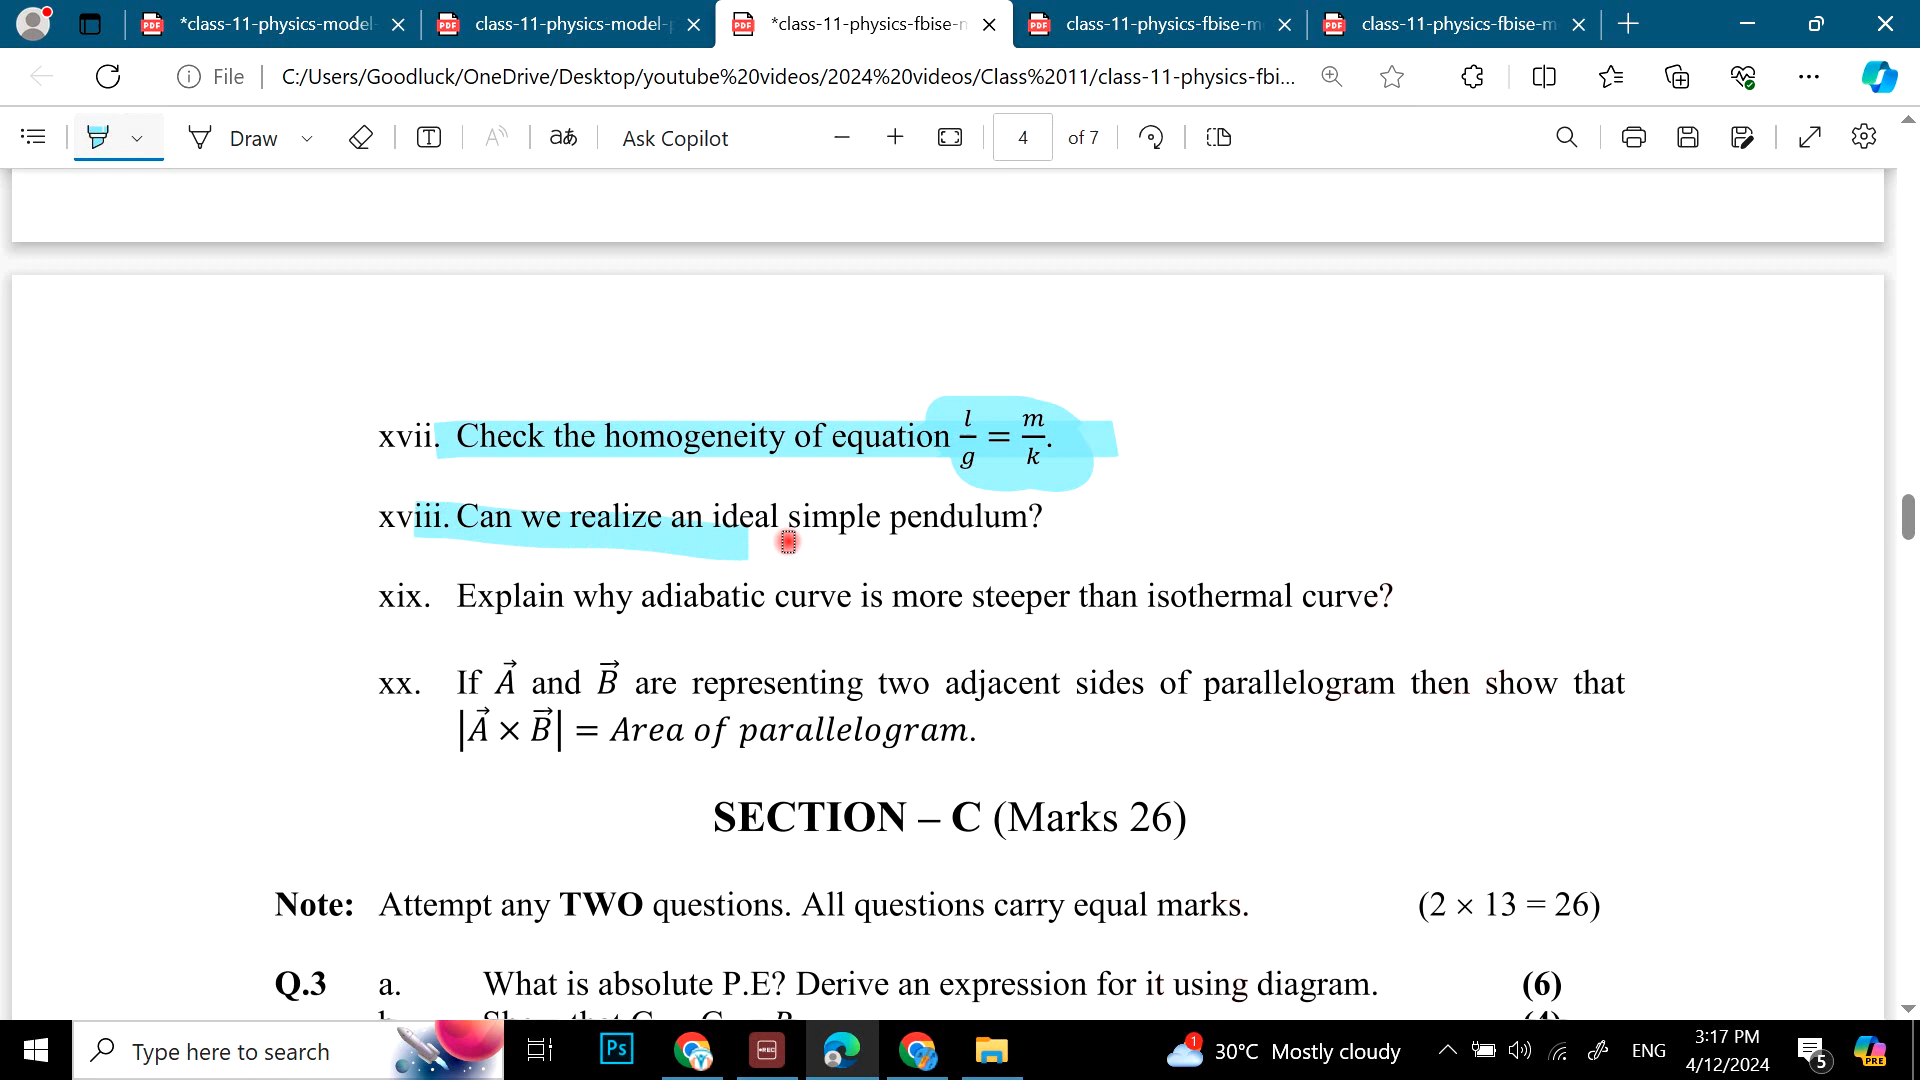 *class-11-physics-model-
class-11-physics-model-p
*class-11-physics-fbise-m
class-11-physics-fbise-m
class-11-physics-fbise-m
File
C:/Users/Goodluck/OneDrive/Desktop/youtube%20videos/2024%20videos/Class%2011/class-11-physics-fbi...
Draw
Ask Copilot
4
of 7
xvii. Check the homogeneity of equation l/g = m/k.
xviii. Can we realize an ideal simple pendulum?
xix. Explain why adiabatic curve is more steeper than isothermal curve?
xx. If A⃗ and B⃗ are representing two adjacent sides of parallelogram then show that
|A⃗ × B⃗| = Area of parallelogram.
SECTION – C (Marks 26)
Note: Attempt any TWO questions. All questions carry equal marks. (2 × 13 = 26)
Q.3 a. What is absolute P.E? Derive an expression for it using diagram. (6)
Type here to search
Ps
REC
1
30°C Mostly cloudy
ENG
3:17 PM
4/12/2024
5
PRE